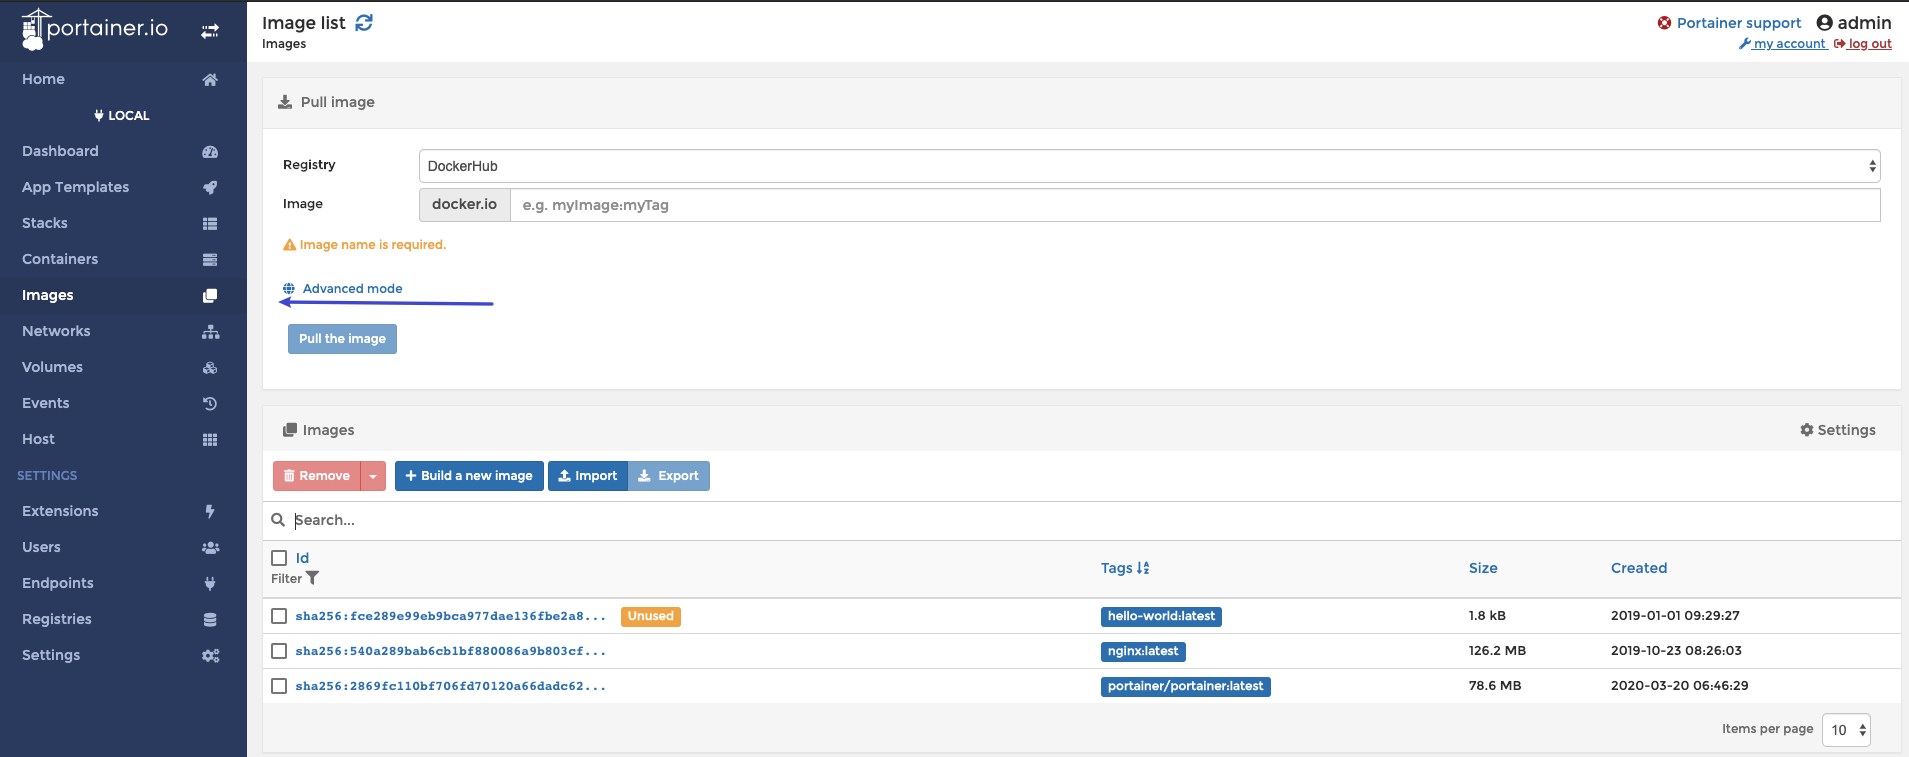 portainer.io
Home
LOCAL
Dashboard
App Templates
Stacks
Containers
Images
Networks
Volumes
Events
Host
SETTINGS
Extensions
Users
Endpoints
Registries
Settings
Image list
Images
Portainer support
admin
my account
log out
Pull image
Registry
DockerHub
Image
docker.io
e.g. myImage:myTag
Image name is required.
Advanced mode
Pull the image
Images
Settings
Remove
Build a new image
Import
Export
Search...
Id
Filter
Tags
Size
Created
sha256:fce289e99eb9bca977dae136fbe2a8... Unused hello-world:latest 1.8 kB 2019-01-01 09:29:27
sha256:540a289bab6cb1bf880086a9b803cf... nginx:latest 126.2 MB 2019-10-23 08:26:03
sha256:2869fc110bf706fd70120a66dadc62... portainer/portainer:latest 78.6 MB 2020-03-20 06:46:29
Items per page 10